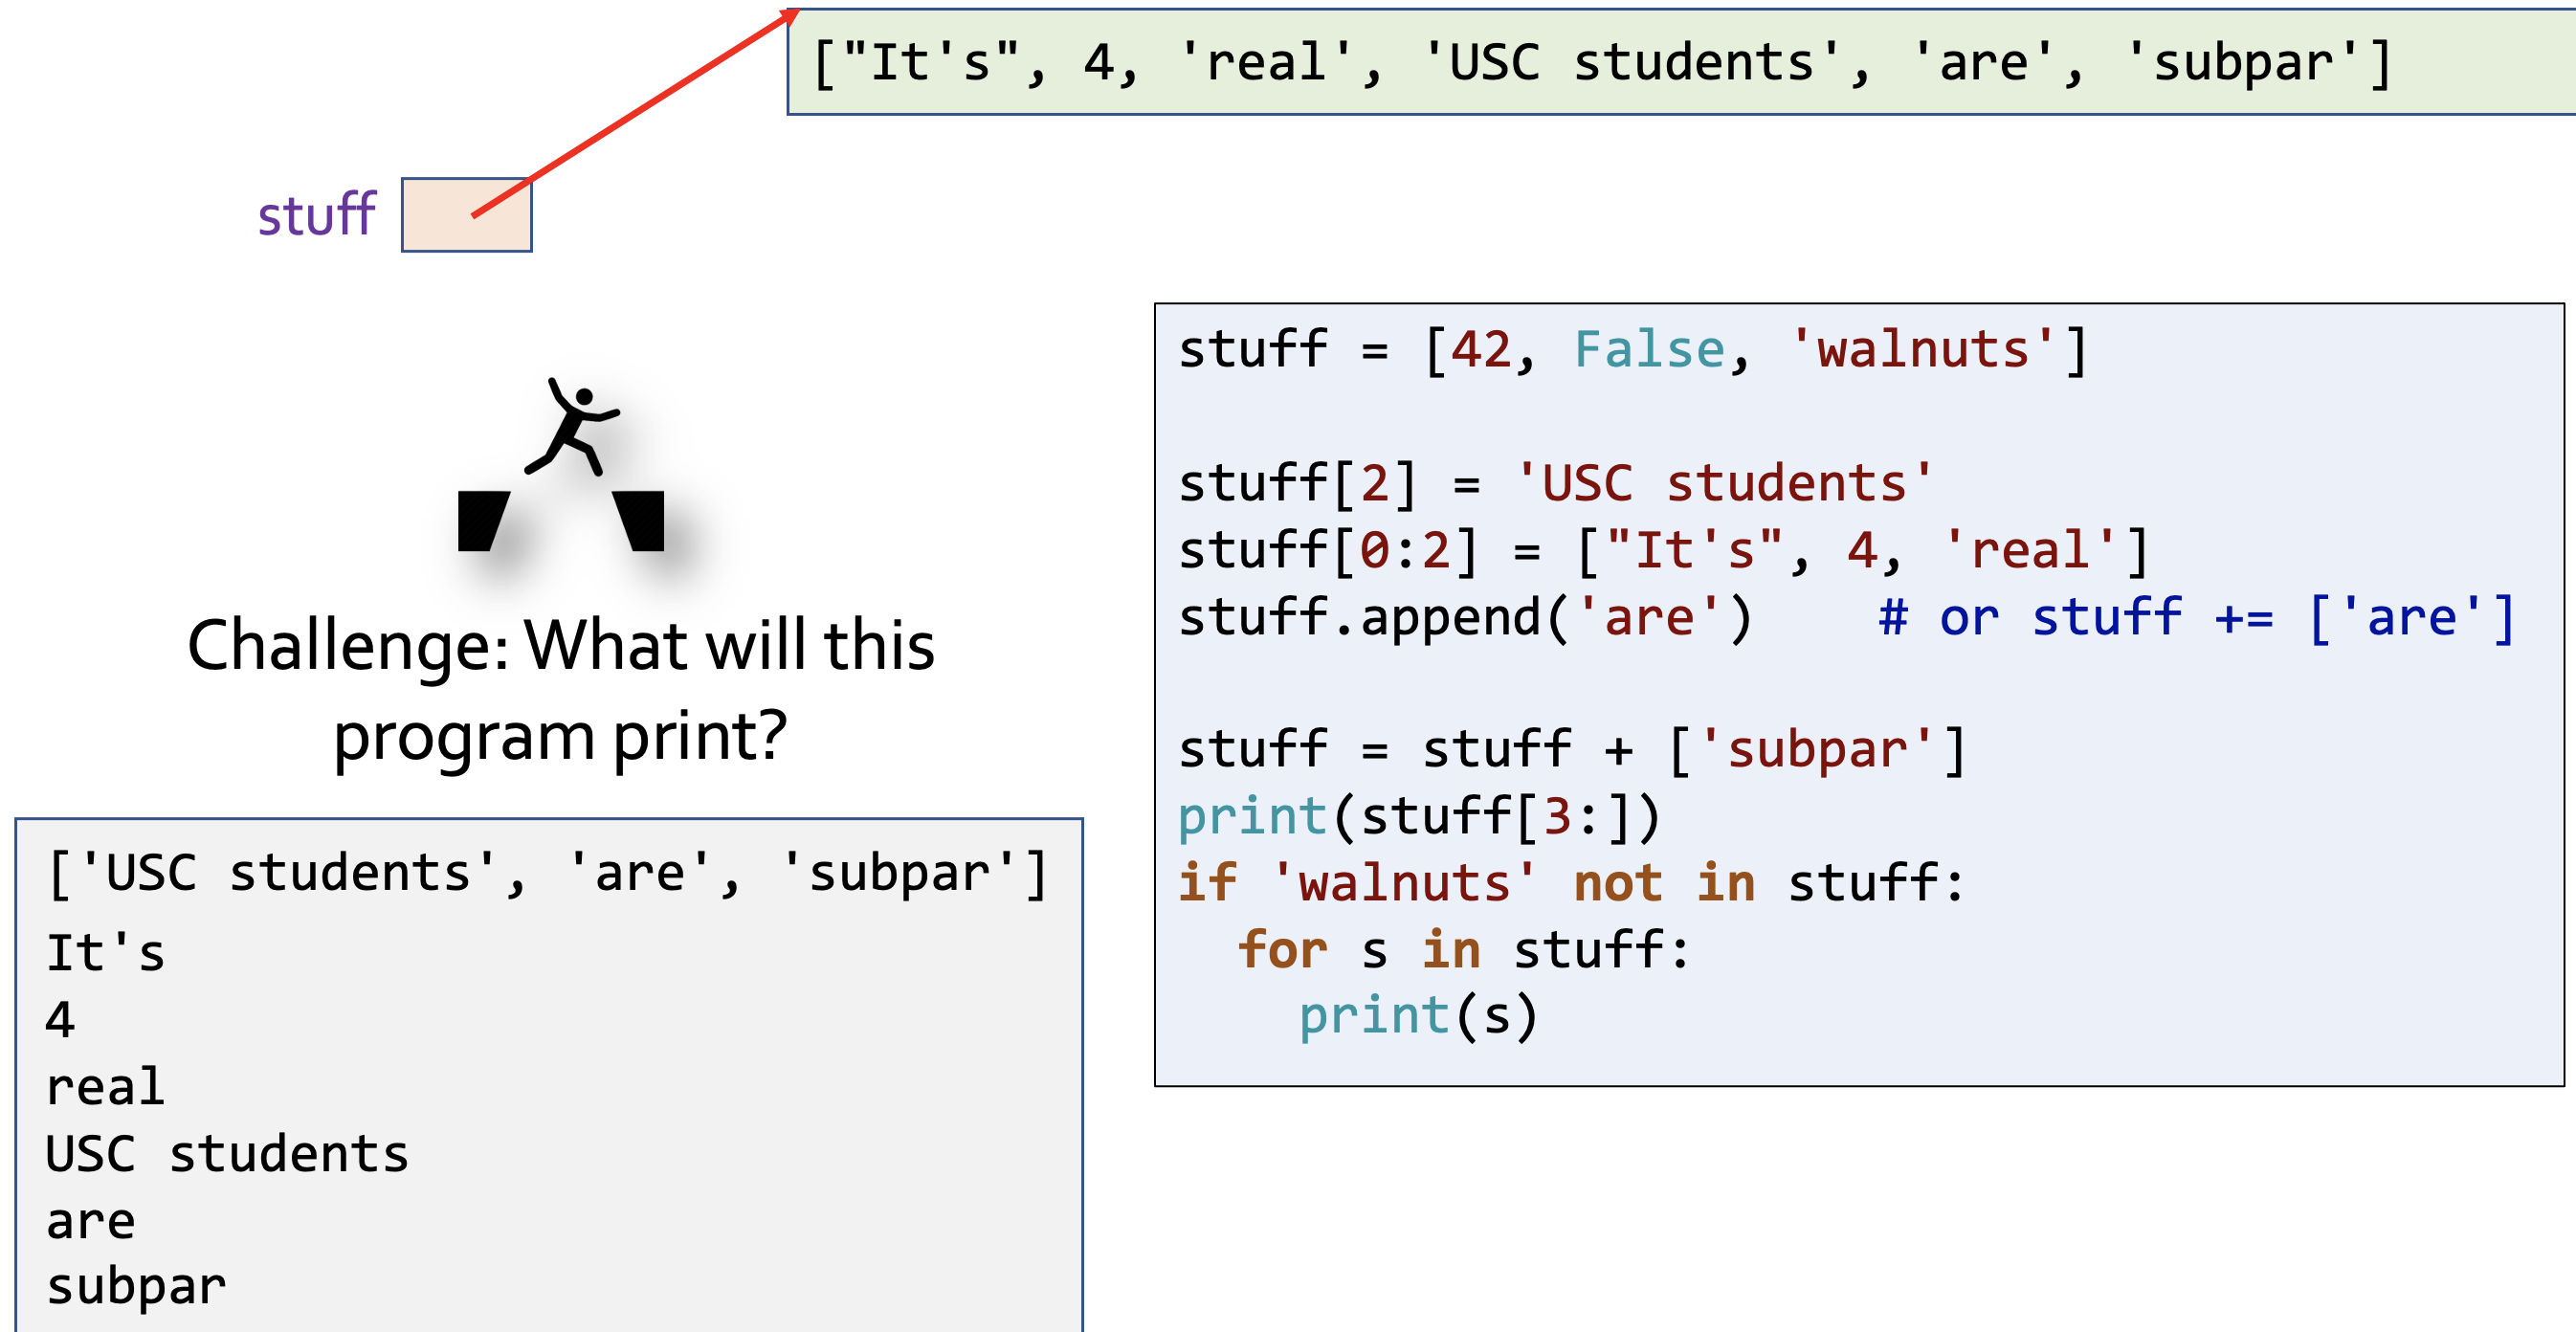 ["It's", 4, 'real', 'USC students', 'are', 'subpar']
stuff
Challenge: What will this
program print?
['USC students', 'are', 'subpar']
It's
4
real
USC students
are
subpar
stuff = [42, False, 'walnuts']
stuff[2] = 'USC students'
stuff[0:2] = ["It's", 4, 'real']
stuff.append('are')    # or stuff += ['are']
stuff = stuff + ['subpar']
print(stuff[3:])
if 'walnuts' not in stuff:
  for s in stuff:
    print(s)